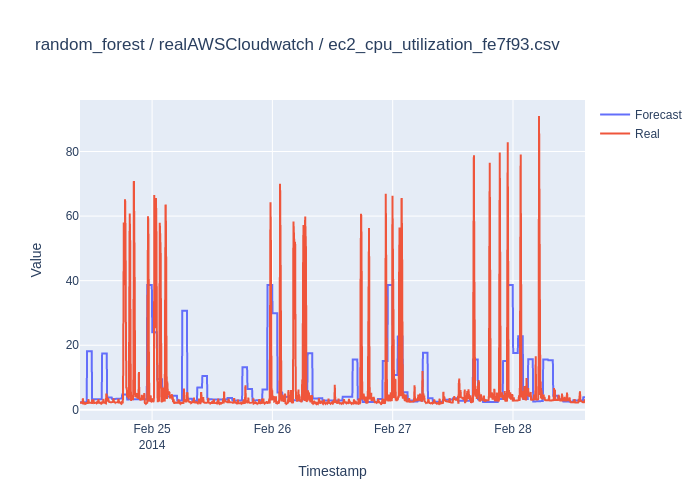 random_forest / realAWSCloudwatch / ec2_cpu_utilization_fe7f93.csv
Forecast
Real
Value
80
60
40
20
0
Feb 25
2014
Feb 26
Feb 27
Feb 28
Timestamp